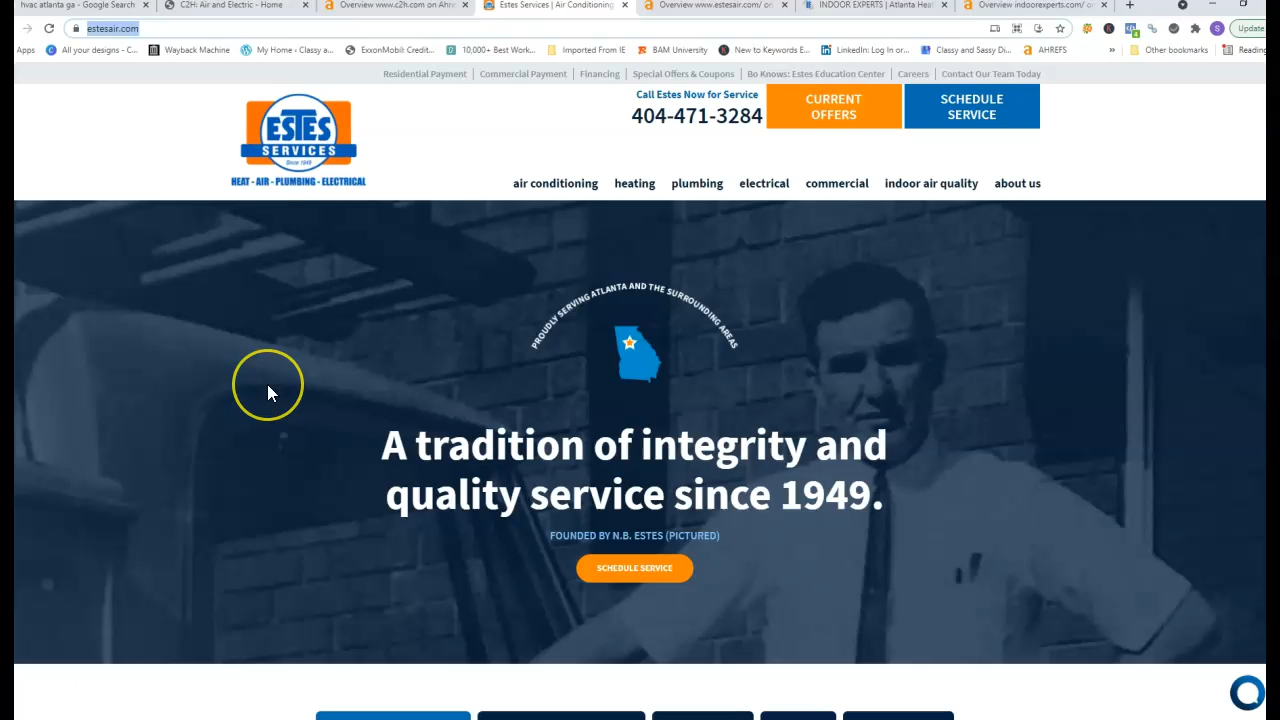 hvac atlanta ga - Google Search
C2H: Air and Electric - Home
Overview www.c2h.com on Ahre
Estes Services | Air Conditioning
Overview www.estesair.com/ or
INDOOR EXPERTS | Atlanta Hea
Overview indoorexperts.com/ o
estesair.com
Update
Apps
All your designs - C...
Wayback Machine
My Home ‹ Classy a...
ExxonMobil Credit...
10,000+ Best Work...
Imported From IE
BAM University
New to Keywords E...
LinkedIn: Log In or...
Classy and Sassy Di...
AHREFS
»
Other bookmarks
Reading
Residential Payment | Commercial Payment | Financing | Special Offers & Coupons | Bo Knows: Estes Education Center | Careers | Contact Our Team Today
ESTES
SERVICES
Since 1949
HEAT - AIR - PLUMBING - ELECTRICAL
Call Estes Now for Service
404-471-3284
CURRENT
OFFERS
SCHEDULE
SERVICE
air conditioning heating plumbing electrical commercial indoor air quality about us
PROUDLY SERVING ATLANTA AND THE SURROUNDING AREAS
A tradition of integrity and
quality service since 1949.
FOUNDED BY N.B. ESTES (PICTURED)
SCHEDULE SERVICE